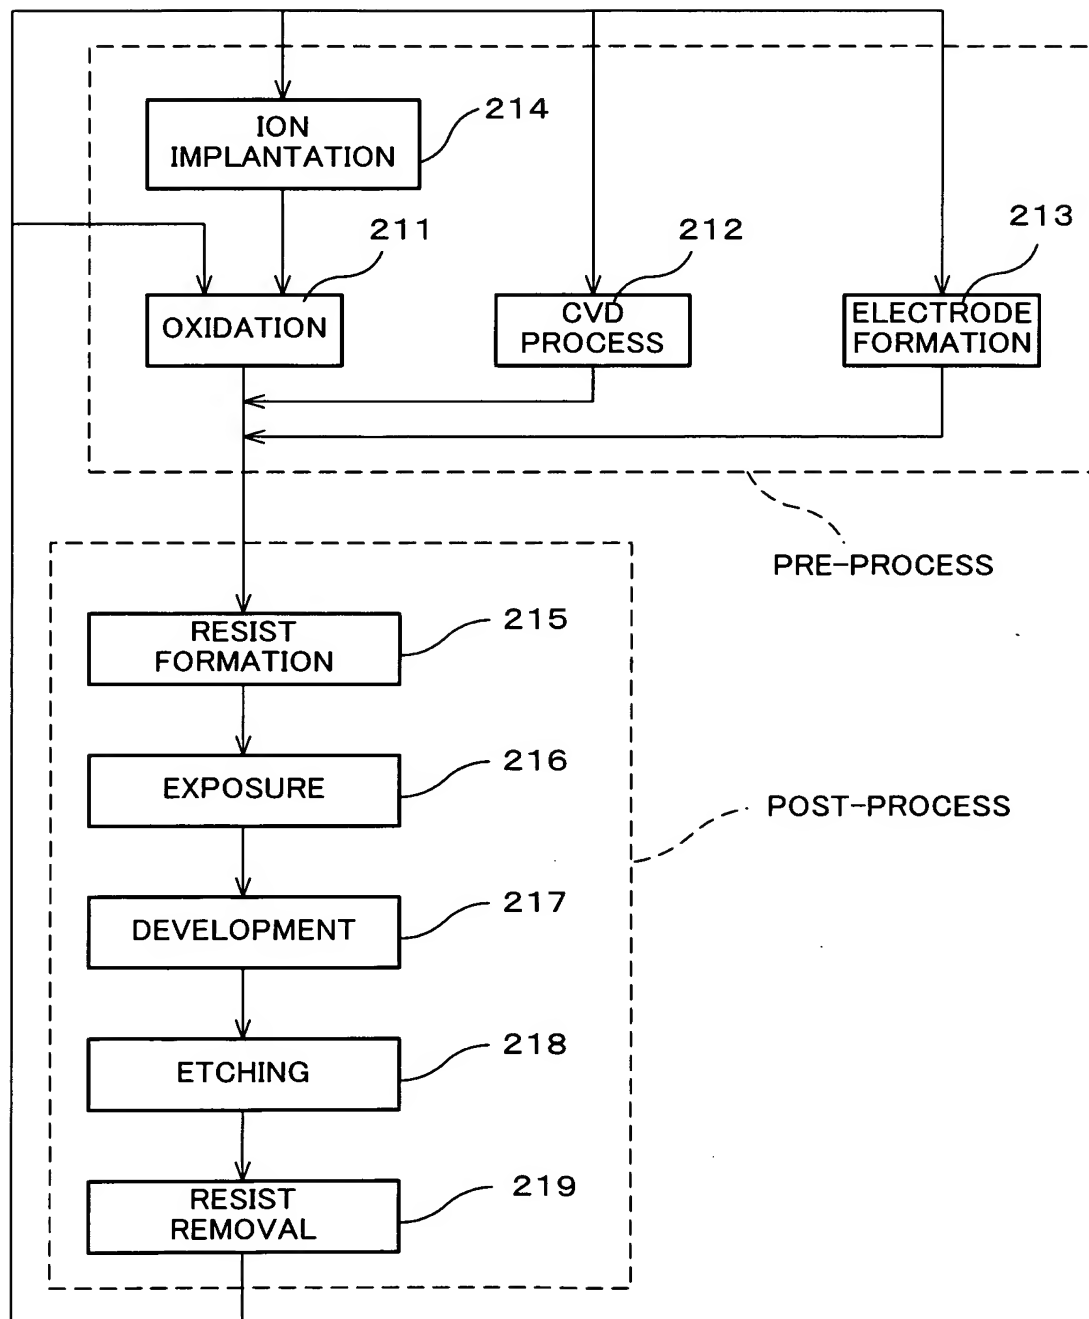 214
ION
IMPLANTATION
211
212
213
OXIDATION
CVD
PROCESS
ELECTRODE
FORMATION
PRE-PROCESS
RESIST
FORMATION
215
EXPOSURE
216
POST-PROCESS
DEVELOPMENT
217
ETCHING
218
RESIST
REMOVAL
219